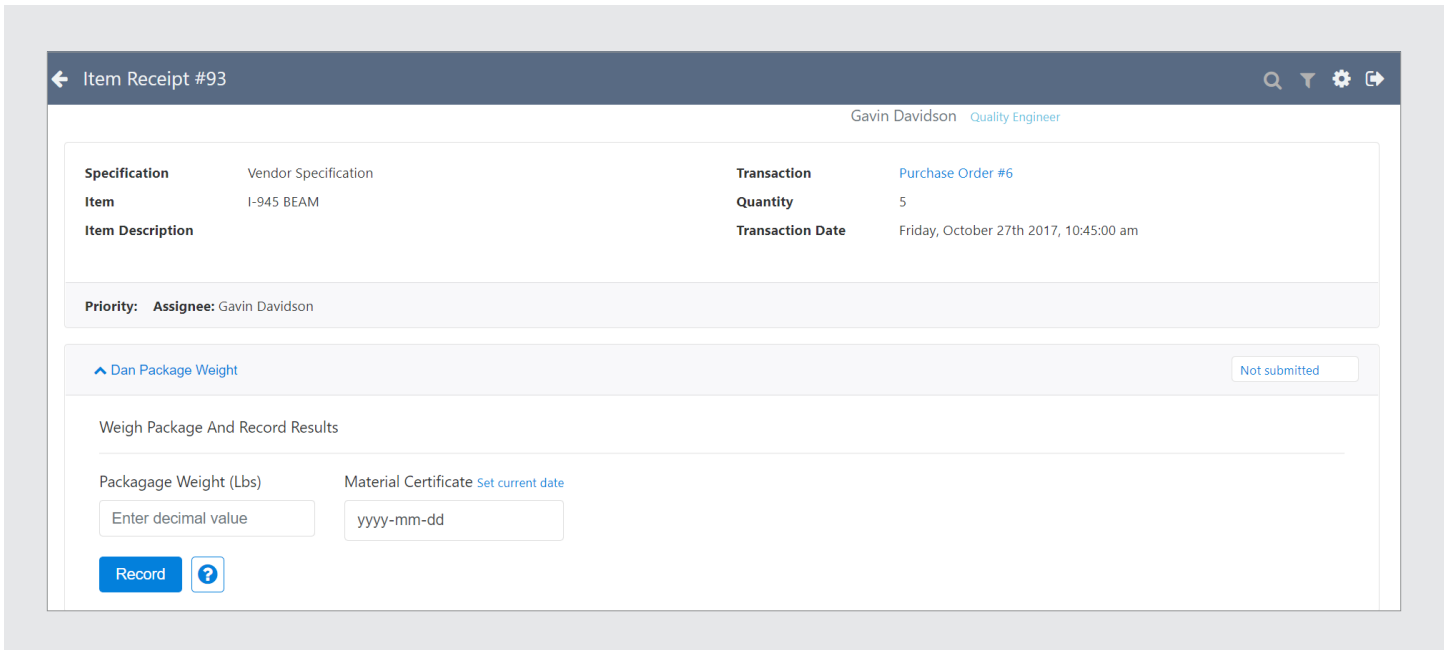 Item Receipt #93
Gavin Davidson Quality Engineer
Specification Vendor Specification Transaction Purchase Order #6
Item I-945 BEAM Quantity 5
Item Description Transaction Date Friday, October 27th 2017, 10:45:00 am
Priority: Assignee: Gavin Davidson
Dan Package Weight Not submitted
Weigh Package And Record Results
Packagage Weight (Lbs) Material Certificate Set current date
Enter decimal value yyyy-mm-dd
Record ?